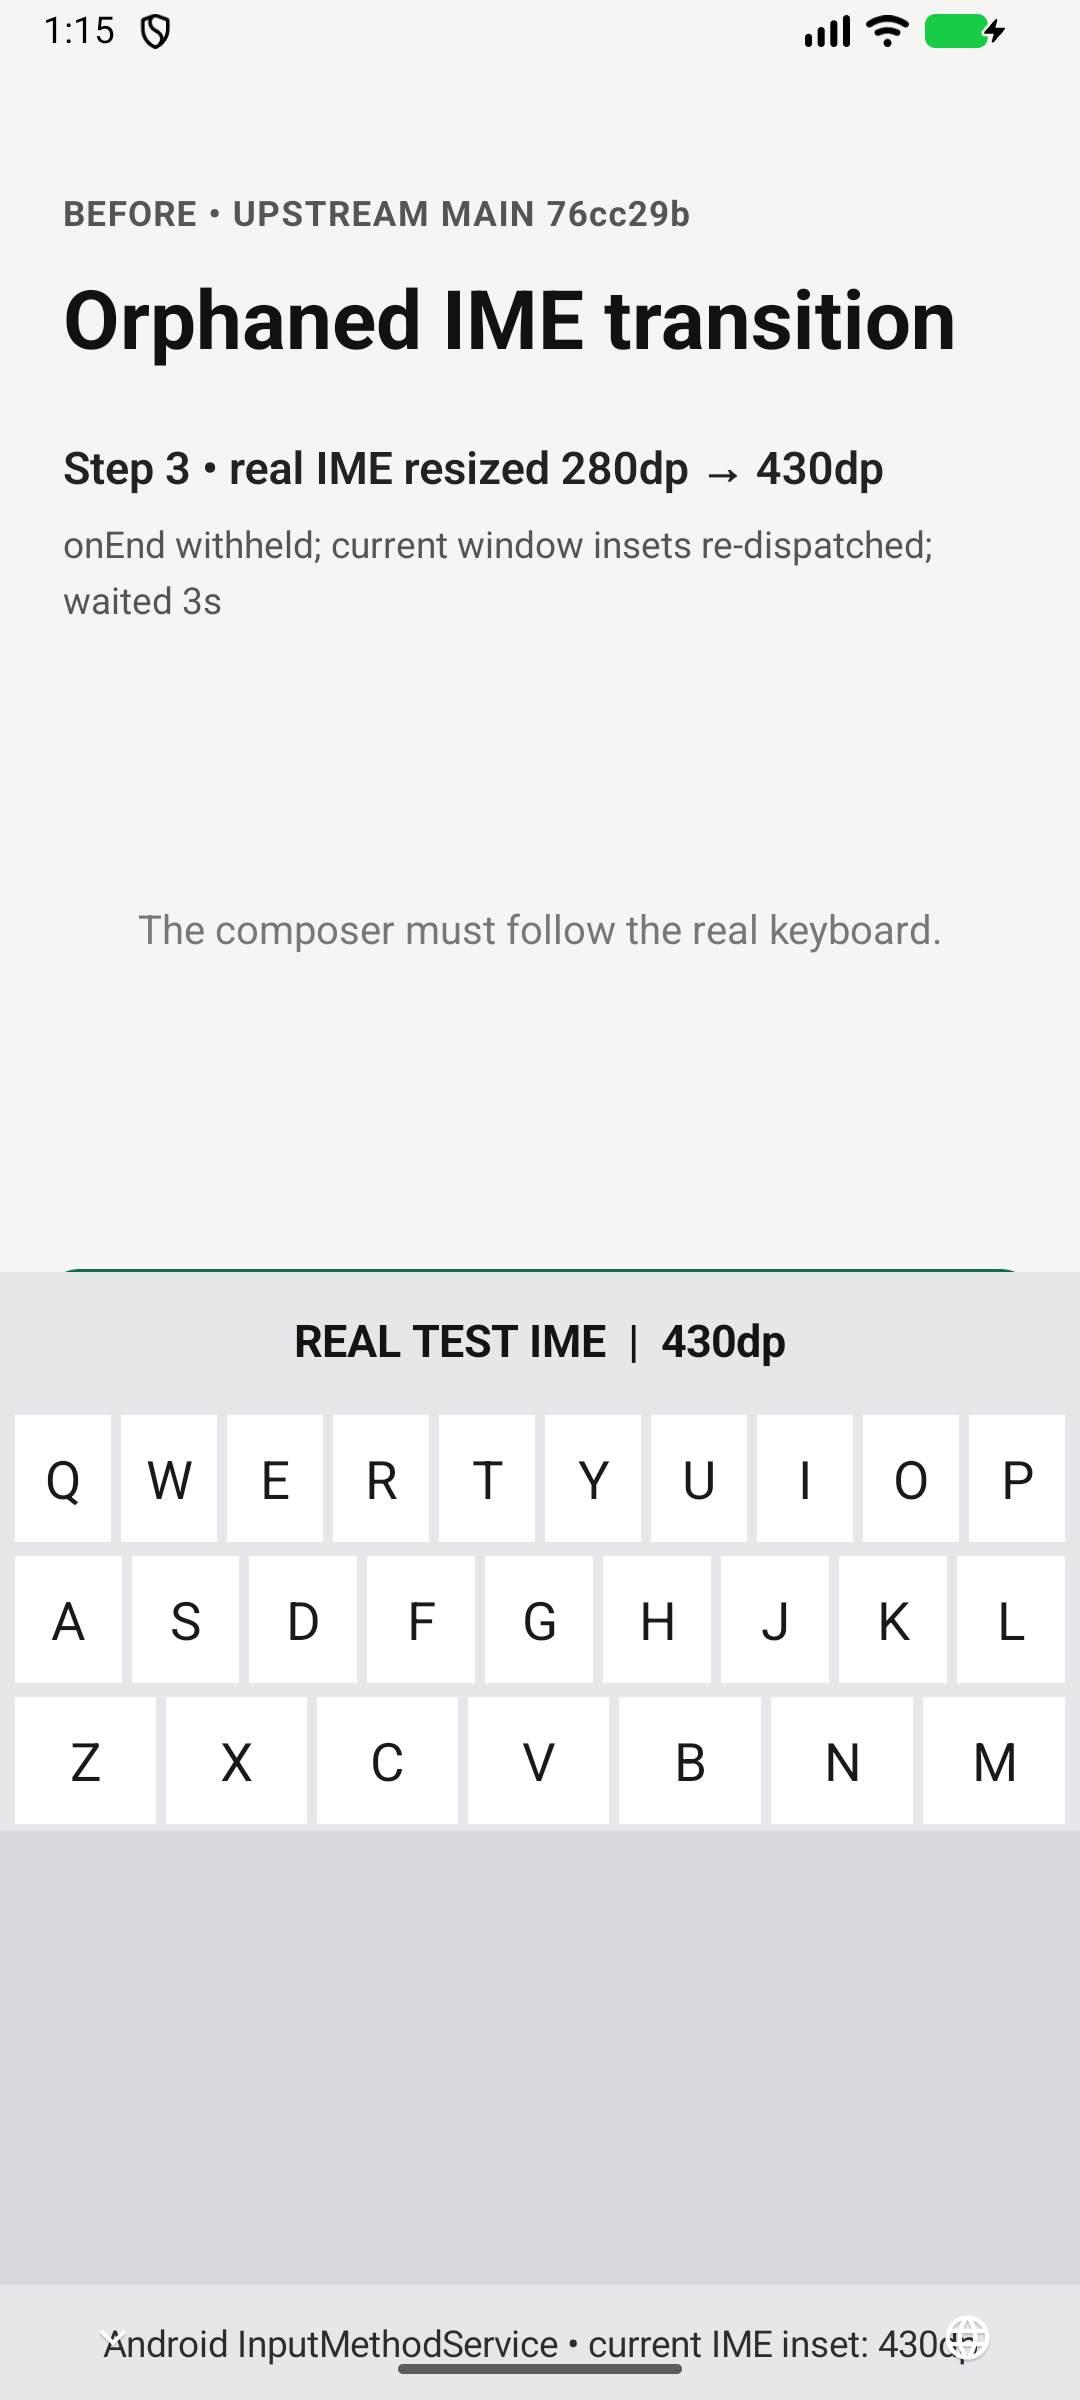 1:15
BEFORE • UPSTREAM MAIN 76cc29b
Orphaned IME transition
Step 3 • real IME resized 280dp → 430dp
onEnd withheld; current window insets re-dispatched;
waited 3s
The composer must follow the real keyboard.
REAL TEST IME | 430dp
Q W E R T Y U I O P
A S D F G H J K L
Z X C V B N M
Android InputMethodService • current IME inset: 430dp